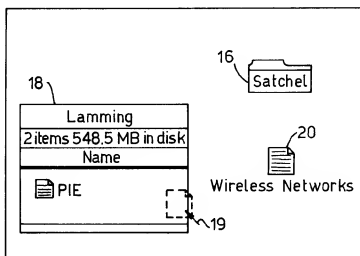 16
Satchel
18
Lamming
2 items 548.5 MB in disk
Name
PIE
20
Wireless Networks
19